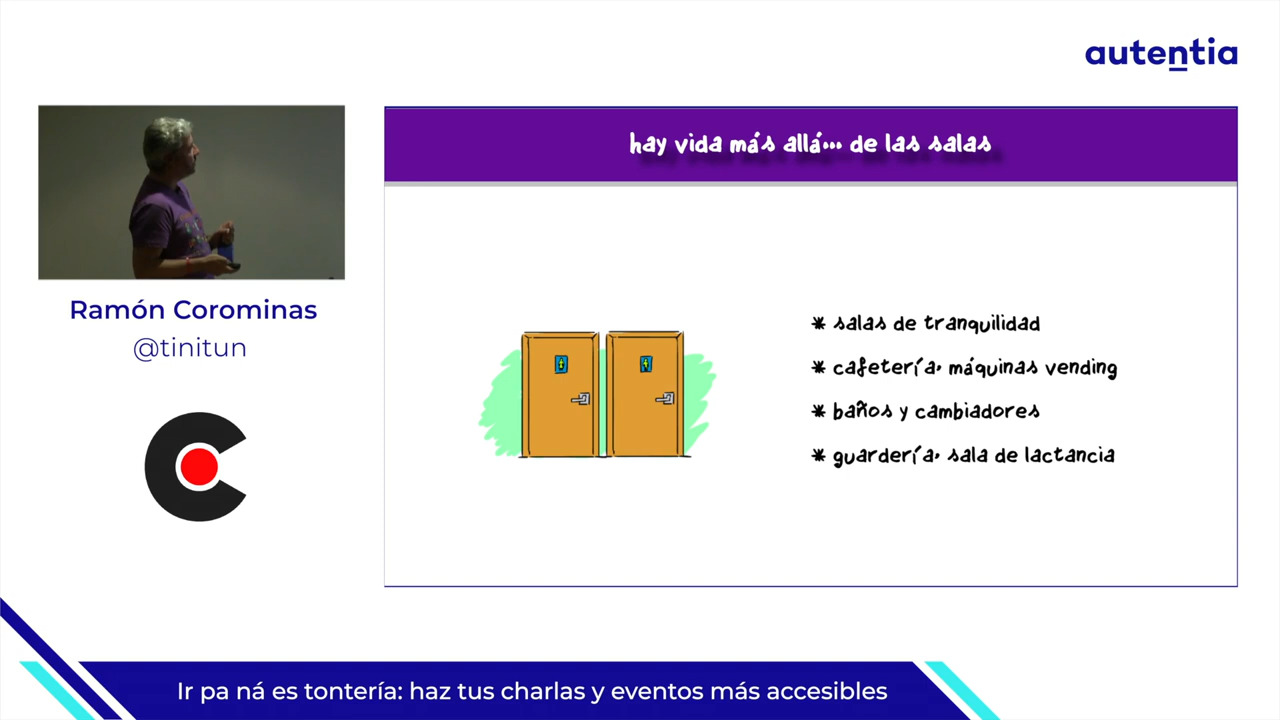 autentia
hay vida más allá... de las salas
Ramón Corominas
@tinitun
* salas de tranquilidad
* cafetería, máquinas vending
* baños y cambiadores
* guardería, sala de lactancia
Ir pa ná es tontería: haz tus charlas y eventos más accesibles